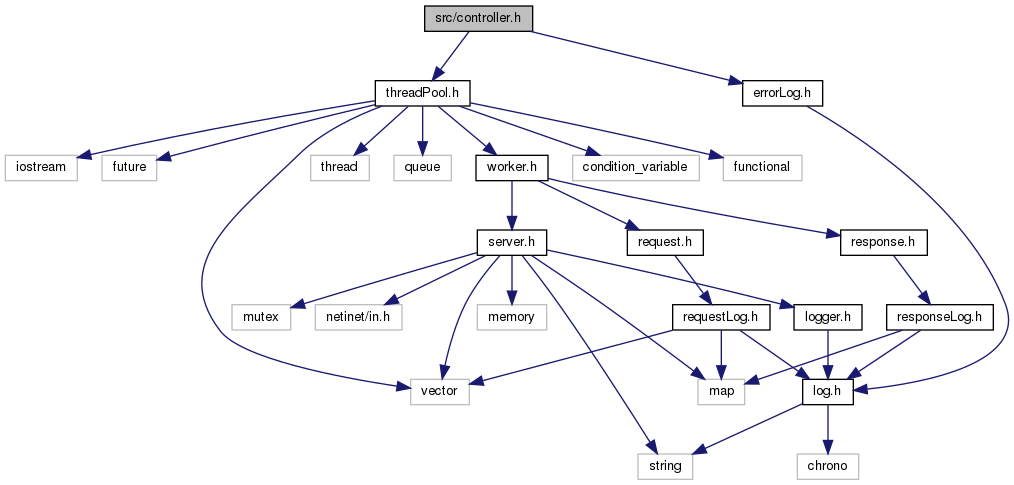 src/controller.h
threadPool.h
errorLog.h
iostream
future
thread
queue
worker.h
condition_variable
functional
server.h
request.h
response.h
mutex
netinet/in.h
memory
requestLog.h
logger.h
responseLog.h
vector
map
log.h
string
chrono